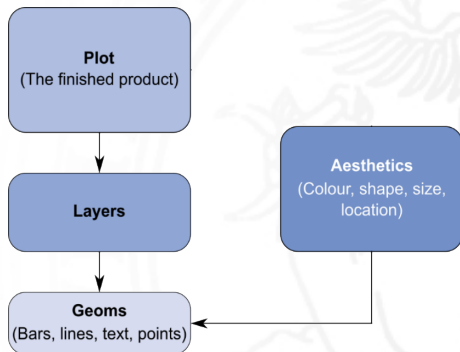 Plot
(The finished product)
Layers
Aesthetics
(Colour, shape, size,
location)
Geoms
(Bars, lines, text, points)